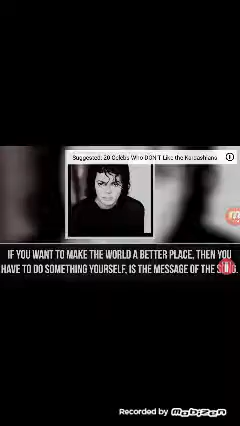 Suggested: 20 Celebs Who DON'T Like the Kardashians
IF YOU WANT TO MAKE THE WORLD A BETTER PLACE, THEN YOU
HAVE TO DO SOMETHING YOURSELF, IS THE MESSAGE OF THE SONG.
Recorded by Mobizen